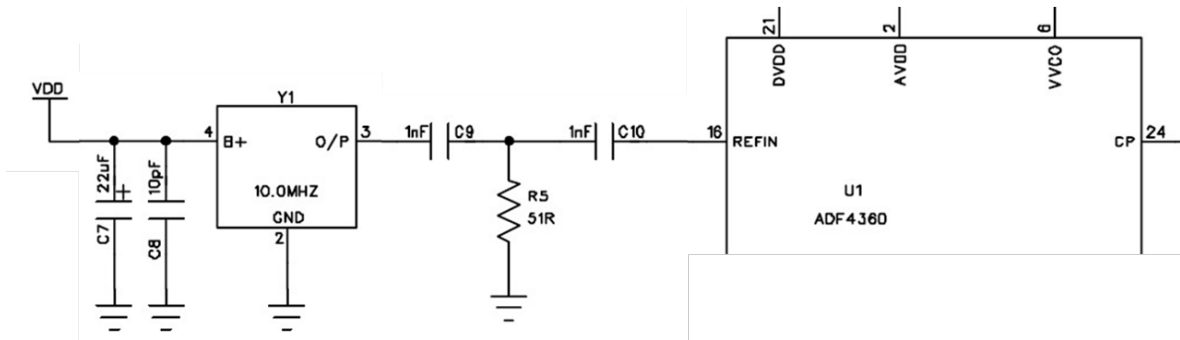 21
2
6
DVDD
AVDD
VVCO
VDD
Y1
4
B+
O/P
3
1nF
C9
1nF
C10
16
REFIN
CP
24
22uF
+
10pF
10.0MHZ
R5
51R
U1
ADF4360
GND
2
C7
C8